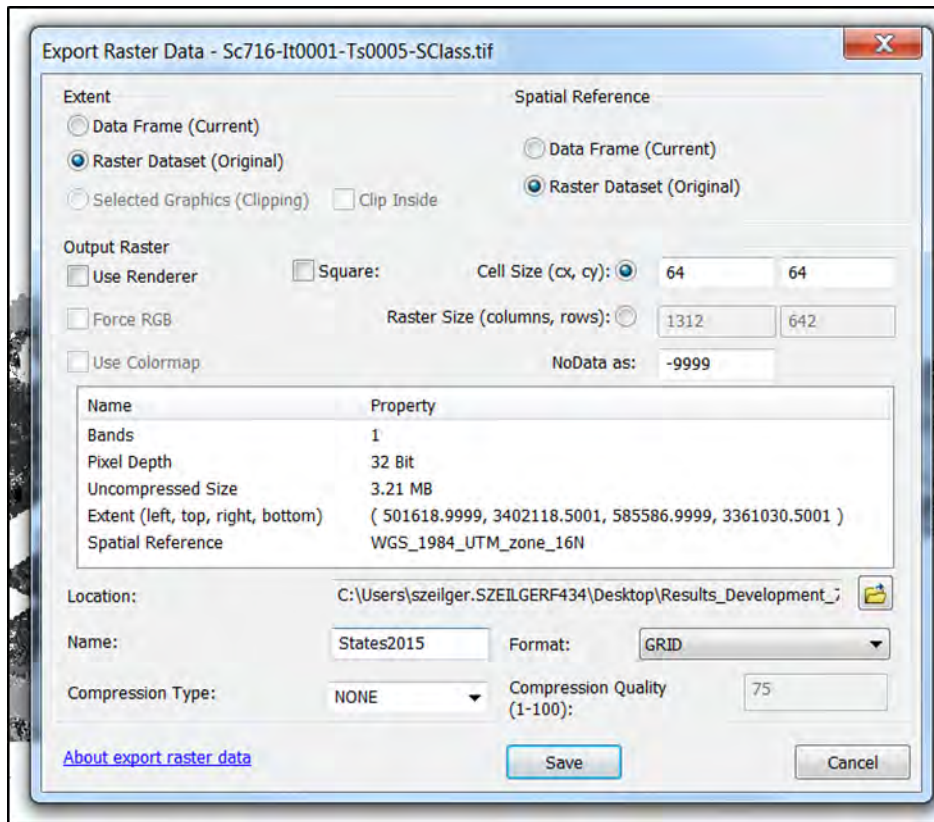 Export Raster Data - Sc716-It0001-Ts0005-SClass.tif
Extent
Spatial Reference
Data Frame (Current)
Data Frame (Current)
Raster Dataset (Original)
Raster Dataset (Original)
Selected Graphics (Clipping) Clip Inside
Output Raster
Use Renderer Square: Cell Size (cx, cy): 64 64
Force RGB Raster Size (columns, rows): 1312 642
Use Colormap NoData as: -9999
Name Property
Bands 1
Pixel Depth 32 Bit
Uncompressed Size 3.21 MB
Extent (left, top, right, bottom) ( 501618.9999, 3402118.5001, 585586.9999, 3361030.5001 )
Spatial Reference WGS_1984_UTM_zone_16N
Location: C:\Users\szeilger.SZEILGERF434\Desktop\Results_Development_7
Name: States2015 Format: GRID
Compression Type: NONE Compression Quality (1-100): 75
About export raster data Save Cancel